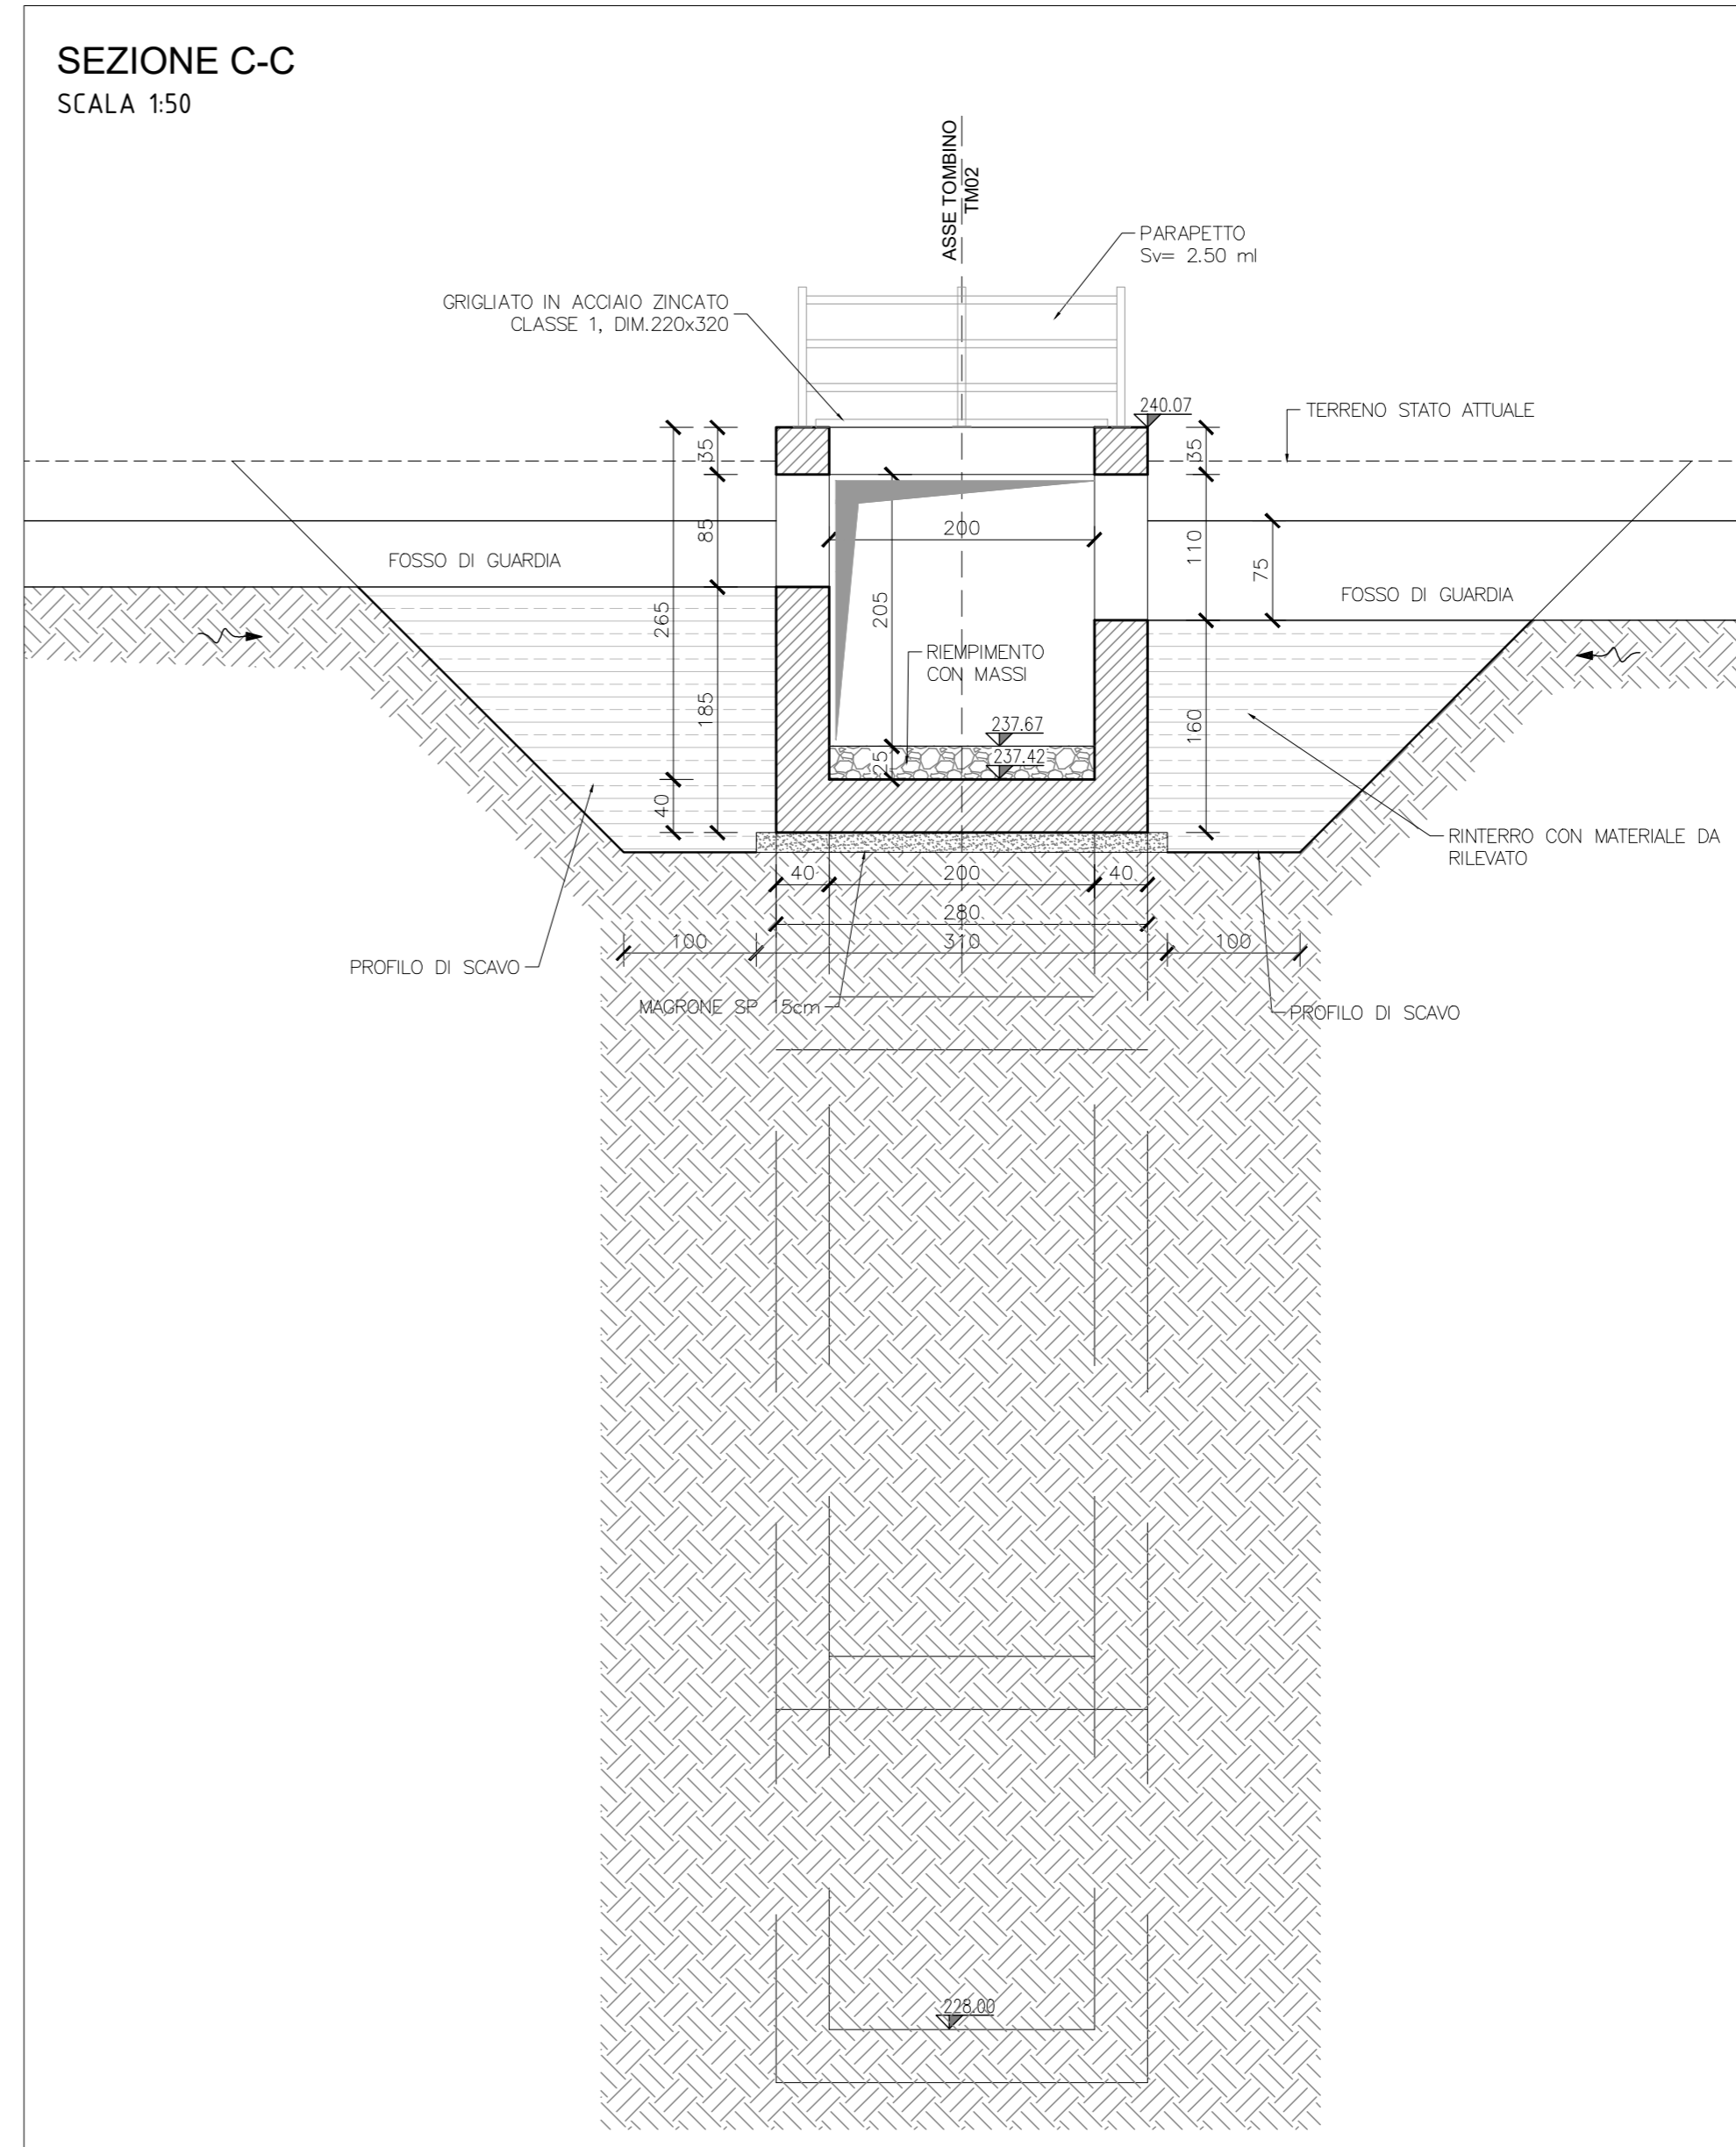 SEZIONE C-C
SCALA 1:50
ASSE TOMBINO
TM02
PARAPETTO
Sv= 2.50 ml
GRIGLIATO IN ACCIAIO ZINCATO
CLASSE 1, DIM.220x320
240.07
TERRENO STATO ATTUALE
35
35
85
200
110
75
FOSSO DI GUARDIA
FOSSO DI GUARDIA
265
205
RIEMPIMENTO
CON MASSI
185
160
237.67
25
237.42
40
RINTERRO CON MATERIALE DA
RILEVATO
40
200
40
280
100
310
100
PROFILO DI SCAVO
MAGRONE SP 15cm
PROFILO DI SCAVO
228.00